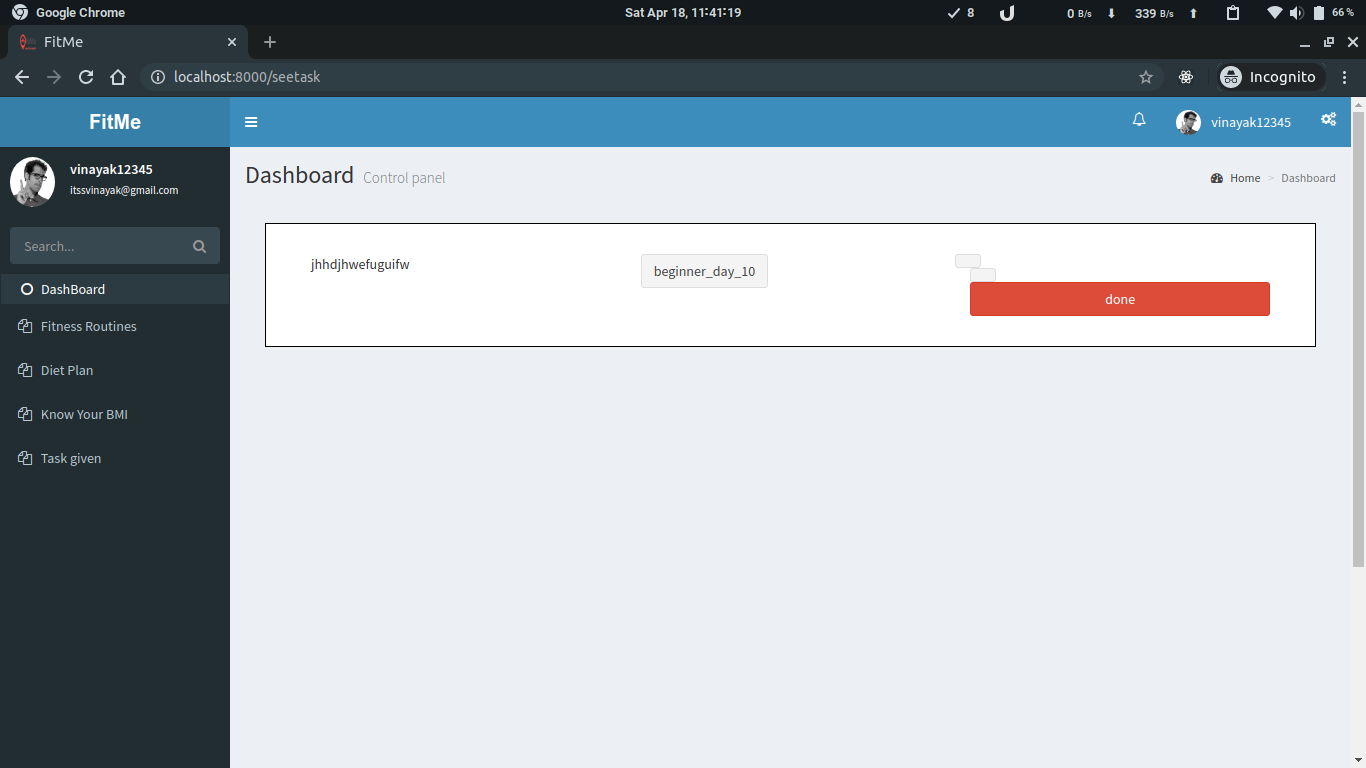 Google Chrome
Sat Apr 18, 11:41:19
8
0 B/s
339 B/s
66 %
FitMe
localhost:8000/seetask
Incognito
FitMe
vinayak12345
vinayak12345
itssvinayak@gmail.com
Dashboard Control panel
Home > Dashboard
Search...
DashBoard
Fitness Routines
Diet Plan
Know Your BMI
Task given
jhhdjhwefuguifw
beginner_day_10
done